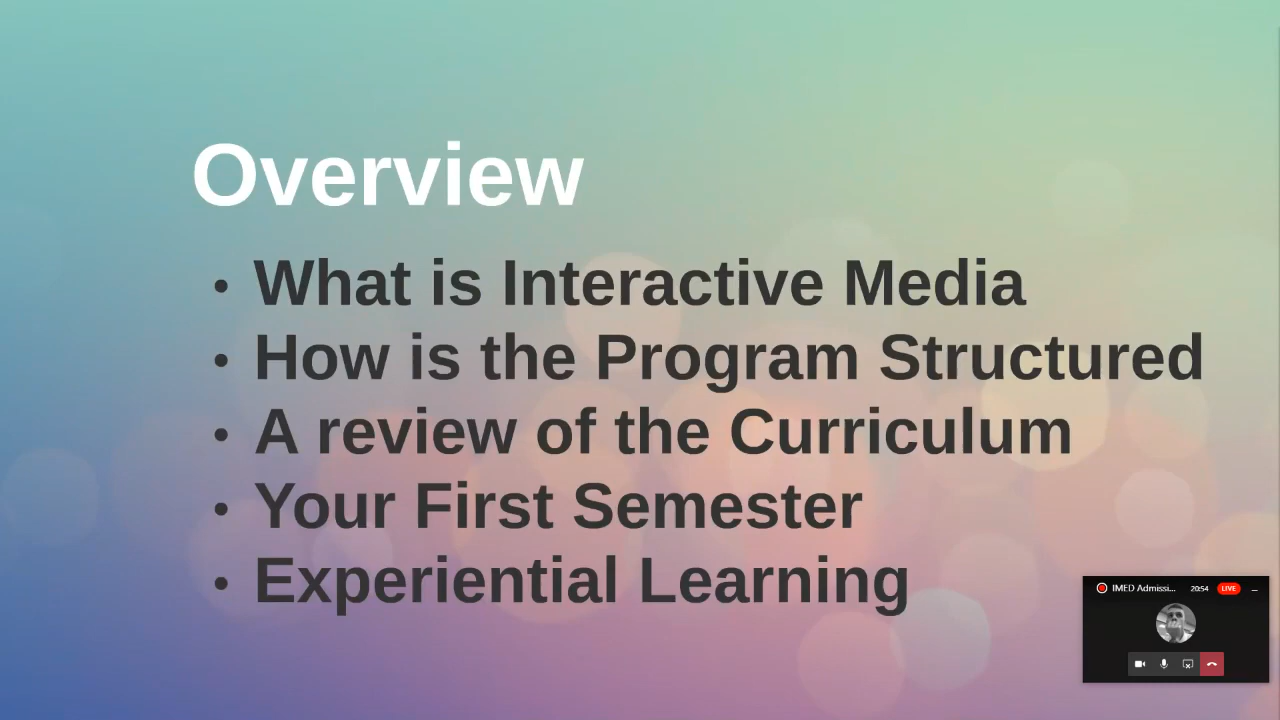 Overview
• What is Interactive Media
• How is the Program Structured
• A review of the Curriculum
• Your First Semester
• Experiential Learning
IMED Admissi... 20:54 LIVE